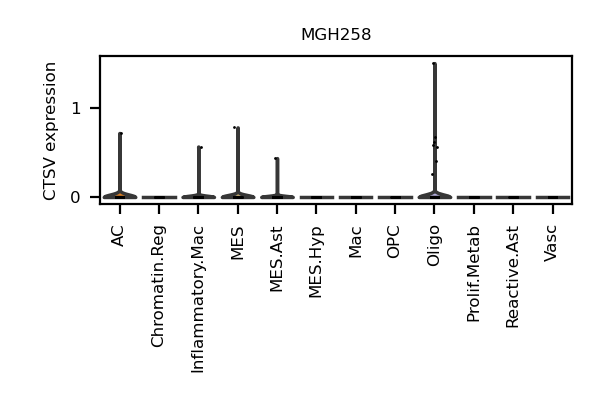 MGH258
CTSV expression
1
0
AC
Chromatin.Reg
Inflammatory.Mac
MES
MES.Ast
MES.Hyp
Mac
OPC
Oligo
Prolif.Metab
Reactive.Ast
Vasc